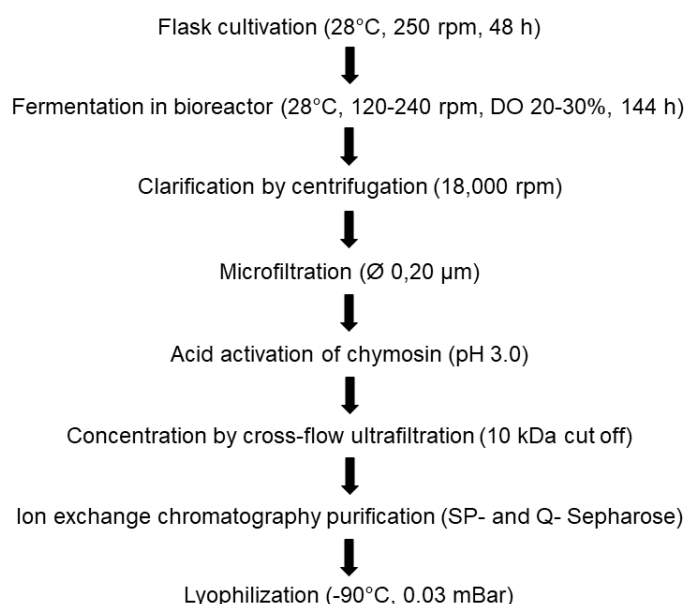 Flask cultivation (28°C, 250 rpm, 48 h)
Fermentation in bioreactor (28°C, 120-240 rpm, DO 20-30%, 144 h)
Clarification by centrifugation (18,000 rpm)
Microfiltration (Ø 0,20 µm)
Acid activation of chymosin (pH 3.0)
Concentration by cross-flow ultrafiltration (10 kDa cut off)
Ion exchange chromatography purification (SP- and Q- Sepharose)
Lyophilization (-90°C, 0.03 mBar)